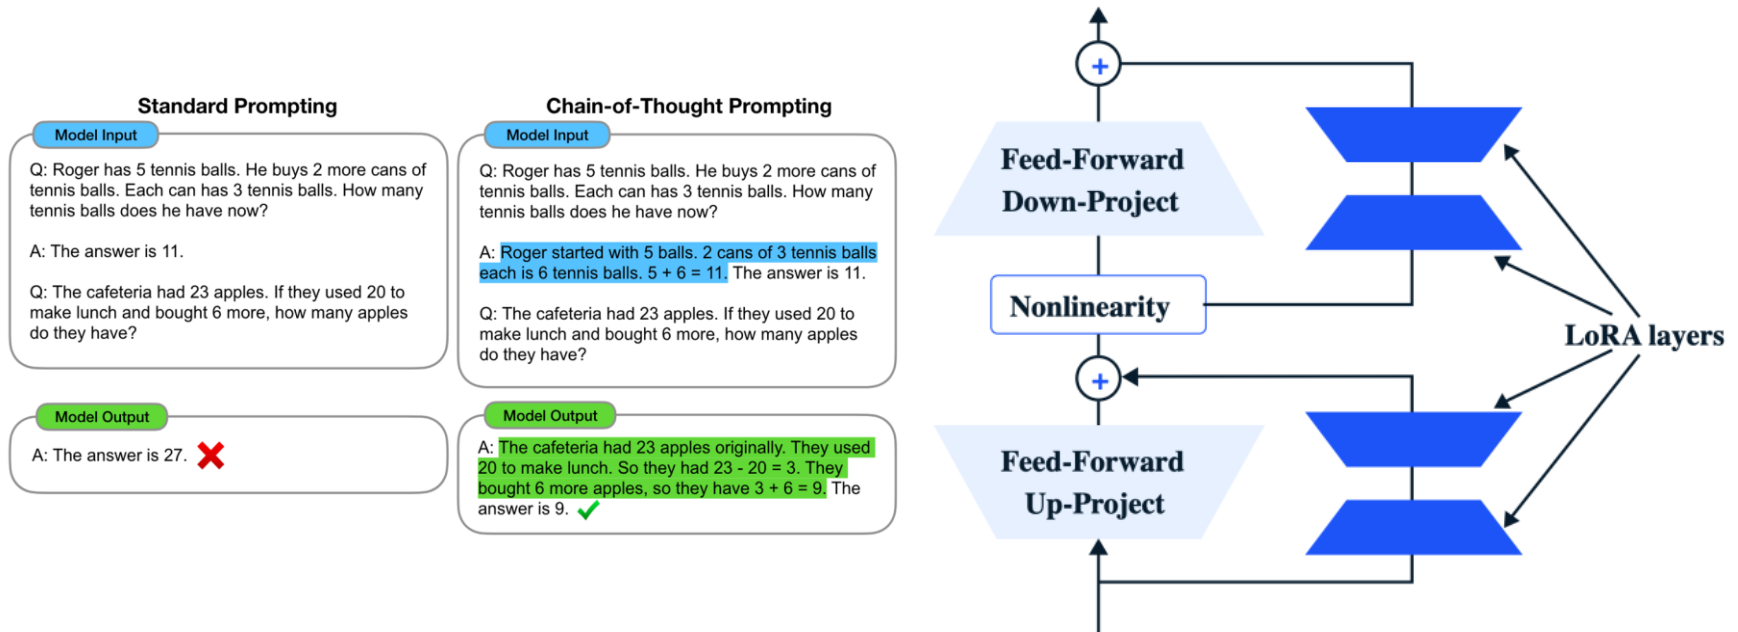 Standard Prompting
Model Input
Q: Roger has 5 tennis balls. He buys 2 more cans of
tennis balls. Each can has 3 tennis balls. How many
tennis balls does he have now?
A: The answer is 11.
Q: The cafeteria had 23 apples. If they used 20 to
make lunch and bought 6 more, how many apples
do they have?
Model Output
A: The answer is 27.
Chain-of-Thought Prompting
Model Input
Q: Roger has 5 tennis balls. He buys 2 more cans of
tennis balls. Each can has 3 tennis balls. How many
tennis balls does he have now?
A: Roger started with 5 balls. 2 cans of 3 tennis balls
each is 6 tennis balls. 5 + 6 = 11. The answer is 11.
Q: The cafeteria had 23 apples. If they used 20 to
make lunch and bought 6 more, how many apples
do they have?
Model Output
A: The cafeteria had 23 apples originally. They used
20 to make lunch. So they had 23 - 20 = 3. They
bought 6 more apples, so they have 3 + 6 = 9. The
answer is 9.
+
Feed-Forward
Down-Project
Nonlinearity
+
Feed-Forward
Up-Project
LoRA layers